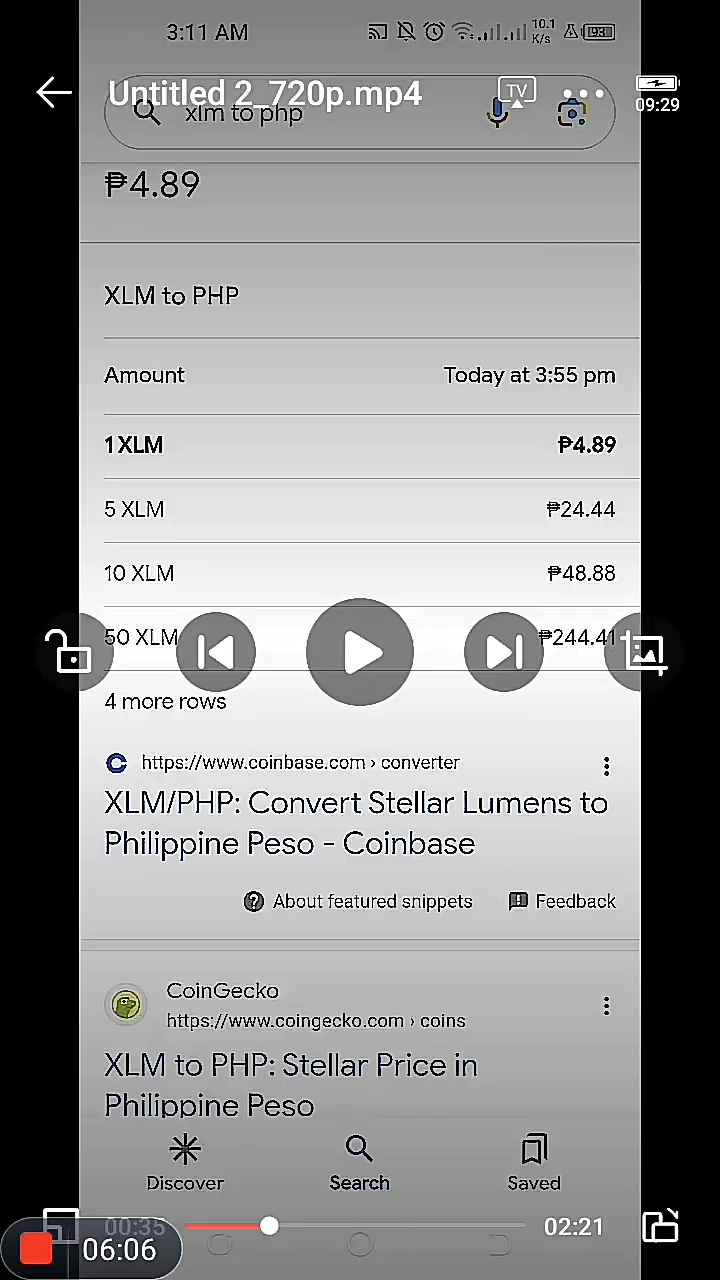 3:11 AM
10.1
K/s
93
Untitled 2_720p.mp4
TV
09:29
xlm to php
₱4.89
XLM to PHP
Amount Today at 3:55 pm
1 XLM ₱4.89
5 XLM ₱24.44
10 XLM ₱48.88
50 XLM ₱244.41
4 more rows
https://www.coinbase.com › converter
XLM/PHP: Convert Stellar Lumens to
Philippine Peso - Coinbase
About featured snippets Feedback
CoinGecko
https://www.coingecko.com › coins
XLM to PHP: Stellar Price in
Philippine Peso
Discover Search Saved
00:35 02:21
06:06